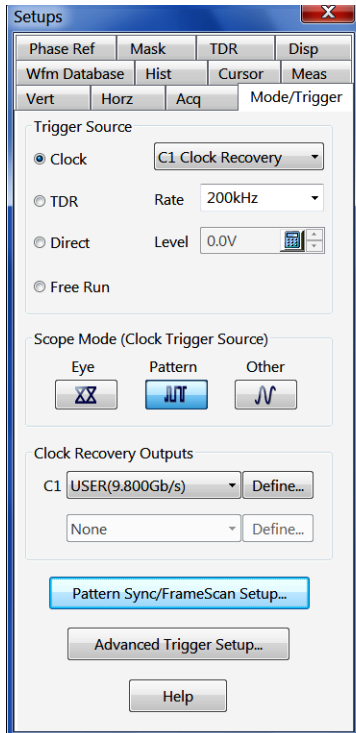 Setups
Phase Ref Mask TDR Disp
Wfm Database Hist Cursor Meas
Vert Horz Acq Mode/Trigger
Trigger Source
Clock C1 Clock Recovery
TDR Rate 200kHz
Direct Level 0.0V
Free Run
Scope Mode (Clock Trigger Source)
Eye Pattern Other
Clock Recovery Outputs
C1 USER(9.800Gb/s) Define...
None Define...
Pattern Sync/FrameScan Setup...
Advanced Trigger Setup...
Help